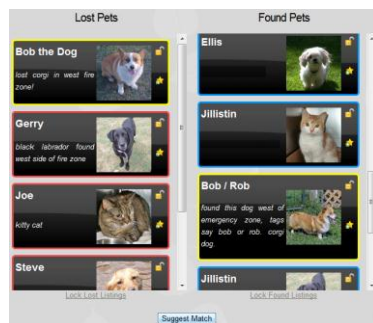 Lost Pets
Found Pets
Bob the Dog
lost corgi in west fire
zone!
Gerry
black labrador found
west side of fire zone
Joe
kitty cat
Steve
Lock Lost Listings
Ellis
Jillistin
Bob / Rob
found this dog west of
emergency zone, tags
say bob or rob. corgi
dog.
Jillistin
Lock Found Listings
Suggest Match